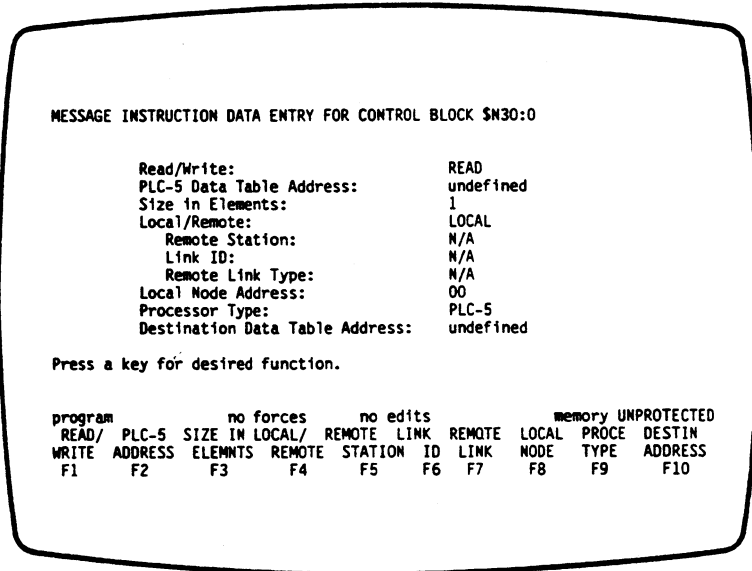 MESSAGE INSTRUCTION DATA ENTRY FOR CONTROL BLOCK $N30:0
Read/Write: READ
PLC-5 Data Table Address: undefined
Size in Elements: 1
Local/Remote: LOCAL
Remote Station: N/A
Link ID: N/A
Remote Link Type: N/A
Local Node Address: 00
Processor Type: PLC-5
Destination Data Table Address: undefined
Press a key for desired function.
program no forces no edits memory UNPROTECTED
READ/ PLC-5 SIZE IN LOCAL/ REMOTE LINK REMOTE LOCAL PROCE DESTIN
WRITE ADDRESS ELEMNTS REMOTE STATION ID LINK NODE TYPE ADDRESS
F1 F2 F3 F4 F5 F6 F7 F8 F9 F10